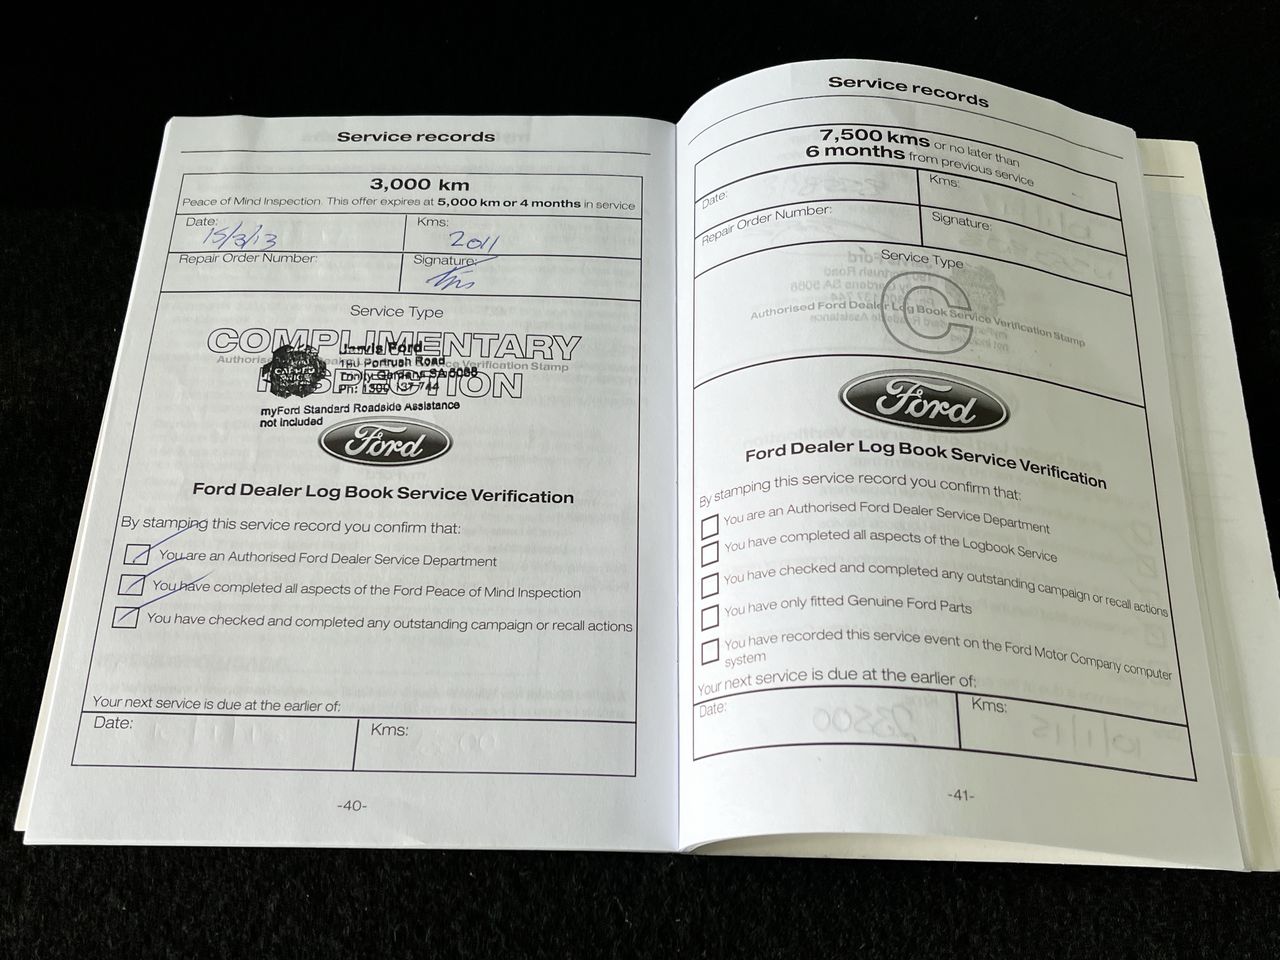 Service records
3,000 km
Peace of Mind Inspection. This offer expires at 5,000 km or 4 months in service
Date: 15/3/13
Kms: 2011
Repair Order Number:
Signature:
Service Type
COMPLIMENTARY
INSPECTION
Service Verification Stamp
Jarvis Ford
180 Portrush Road
SA 5068
Ph: 1300 137 744
myFord Standard Roadside Assistance
not included
Ford
Ford Dealer Log Book Service Verification
By stamping this service record you confirm that:
You are an Authorised Ford Dealer Service Department
You have completed all aspects of the Ford Peace of Mind Inspection
You have checked and completed any outstanding campaign or recall actions
Your next service is due at the earlier of:
Date:
Kms:
-40-
Service records
7,500 kms or no later than
6 months from previous service
Date:
Kms:
Repair Order Number:
Signature:
Service Type
C
Authorised Ford Dealer Log Book Service Verification Stamp
Ford
Ford Dealer Log Book Service Verification
By stamping this service record you confirm that:
You are an Authorised Ford Dealer Service Department
You have completed all aspects of the Logbook Service
You have checked and completed any outstanding campaign or recall actions
You have only fitted Genuine Ford Parts
You have recorded this service event on the Ford Motor Company computer
system
Your next service is due at the earlier of:
Date:
Kms:
-41-